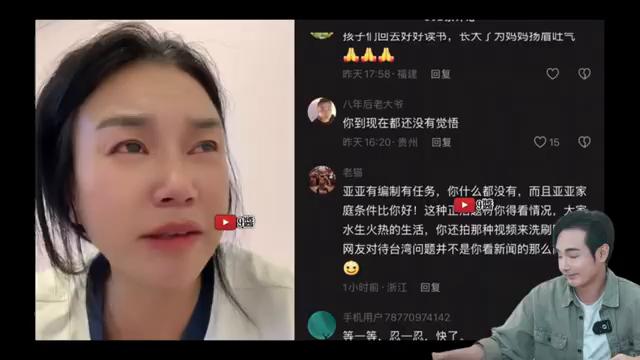 孩子们回去好好读书，长大了为妈妈扬眉吐气
昨天 17:58 · 福建 回复
八年后老大爷
你到现在都还没有觉悟
昨天 16:20 · 贵州 回复
15
老猫
亚亚有编制有任务，你什么都没有，而且亚亚家
庭条件比你好！这种
你得看情况，大家
水生火热的生活，你还拍那种视频来洗刷
网友对待台湾问题并不是你看新闻的那么
1小时前 · 浙江 回复
手机用户78770974142
等一等，忍一忍，快了。